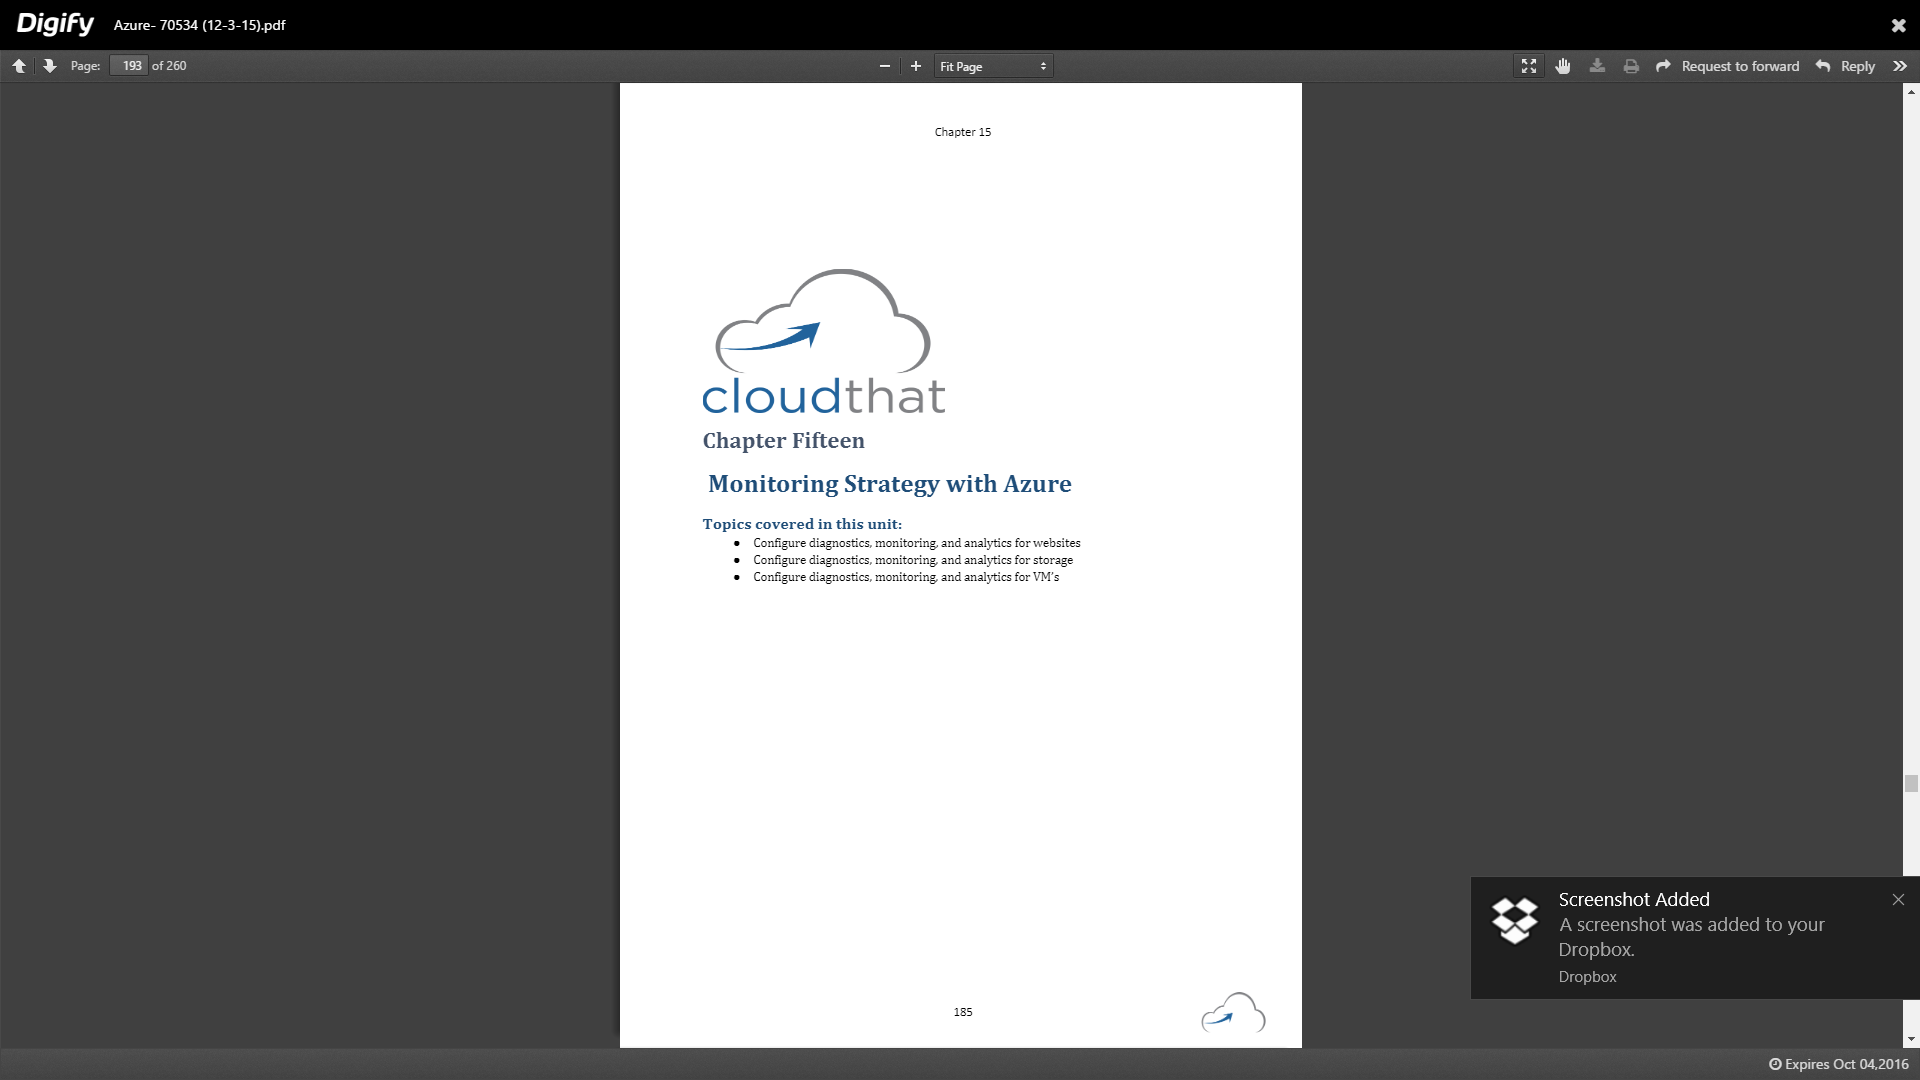 Digify Azure- 70534 (12-3-15).pdf
Page: 193 of 260 Fit Page Request to forward Reply
Chapter 15
cloudthat
Chapter Fifteen
Monitoring Strategy with Azure
Topics covered in this unit:
● Configure diagnostics, monitoring, and analytics for websites
● Configure diagnostics, monitoring, and analytics for storage
● Configure diagnostics, monitoring, and analytics for VM's
Screenshot Added
A screenshot was added to your
Dropbox.
Dropbox
185
Expires Oct 04,2016